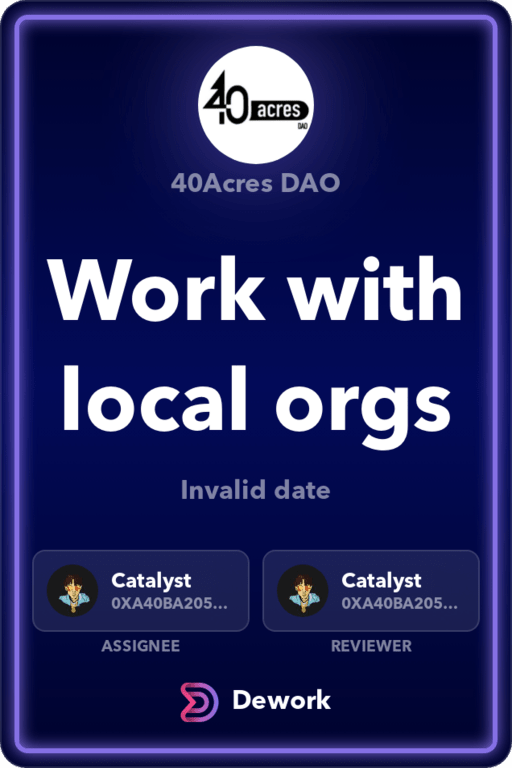 40 acres
DAO
40Acres DAO
Work with
local orgs
Invalid date
Catalyst
0XA40BA205...
ASSIGNEE
Catalyst
0XA40BA205...
REVIEWER
Dework